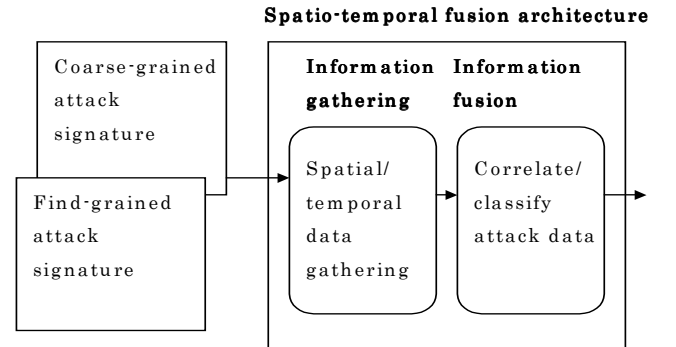 Spatio-temporal fusion architecture
Coarse-grained
attack
signature
Find-grained
attack
signature
Information
gathering
Spatial/
temporal
data
gathering
Information
fusion
Correlate/
classify
attack data